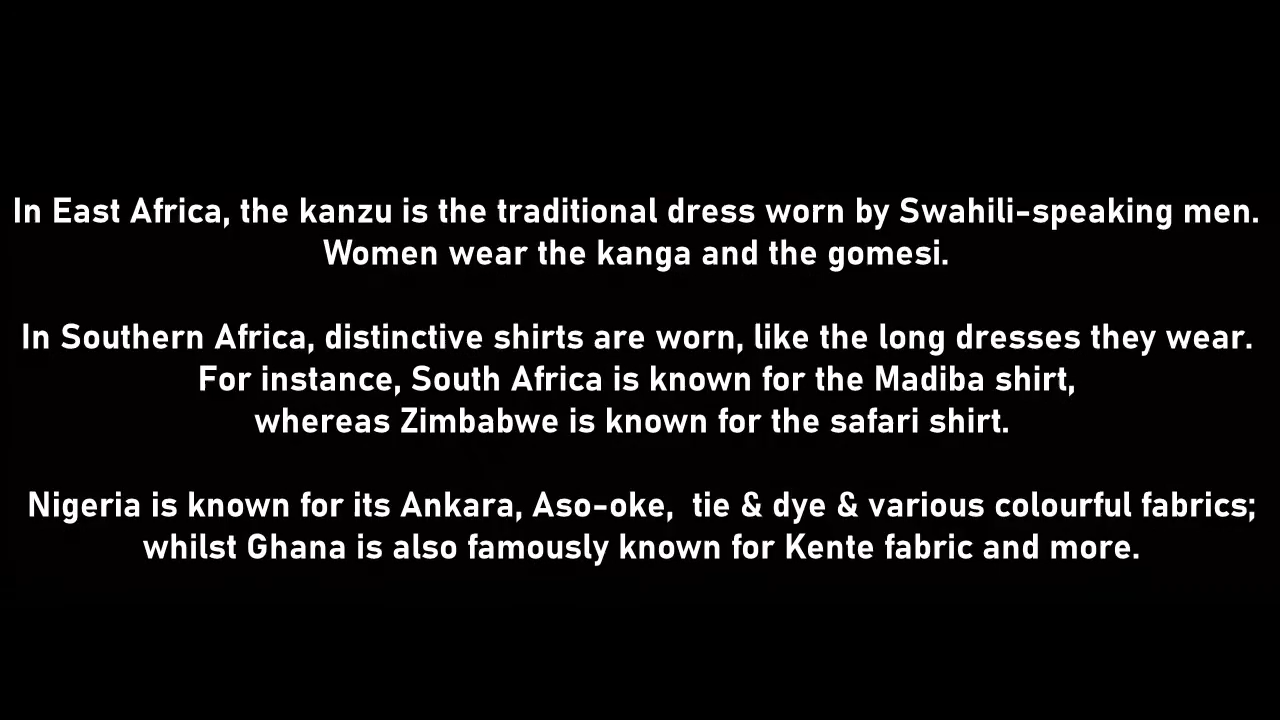 In East Africa, the kanzu is the traditional dress worn by Swahili-speaking men.
Women wear the kanga and the gomesi.
In Southern Africa, distinctive shirts are worn, like the long dresses they wear.
For instance, South Africa is known for the Madiba shirt,
whereas Zimbabwe is known for the safari shirt.
Nigeria is known for its Ankara, Aso-oke,  tie & dye & various colourful fabrics;
whilst Ghana is also famously known for Kente fabric and more.